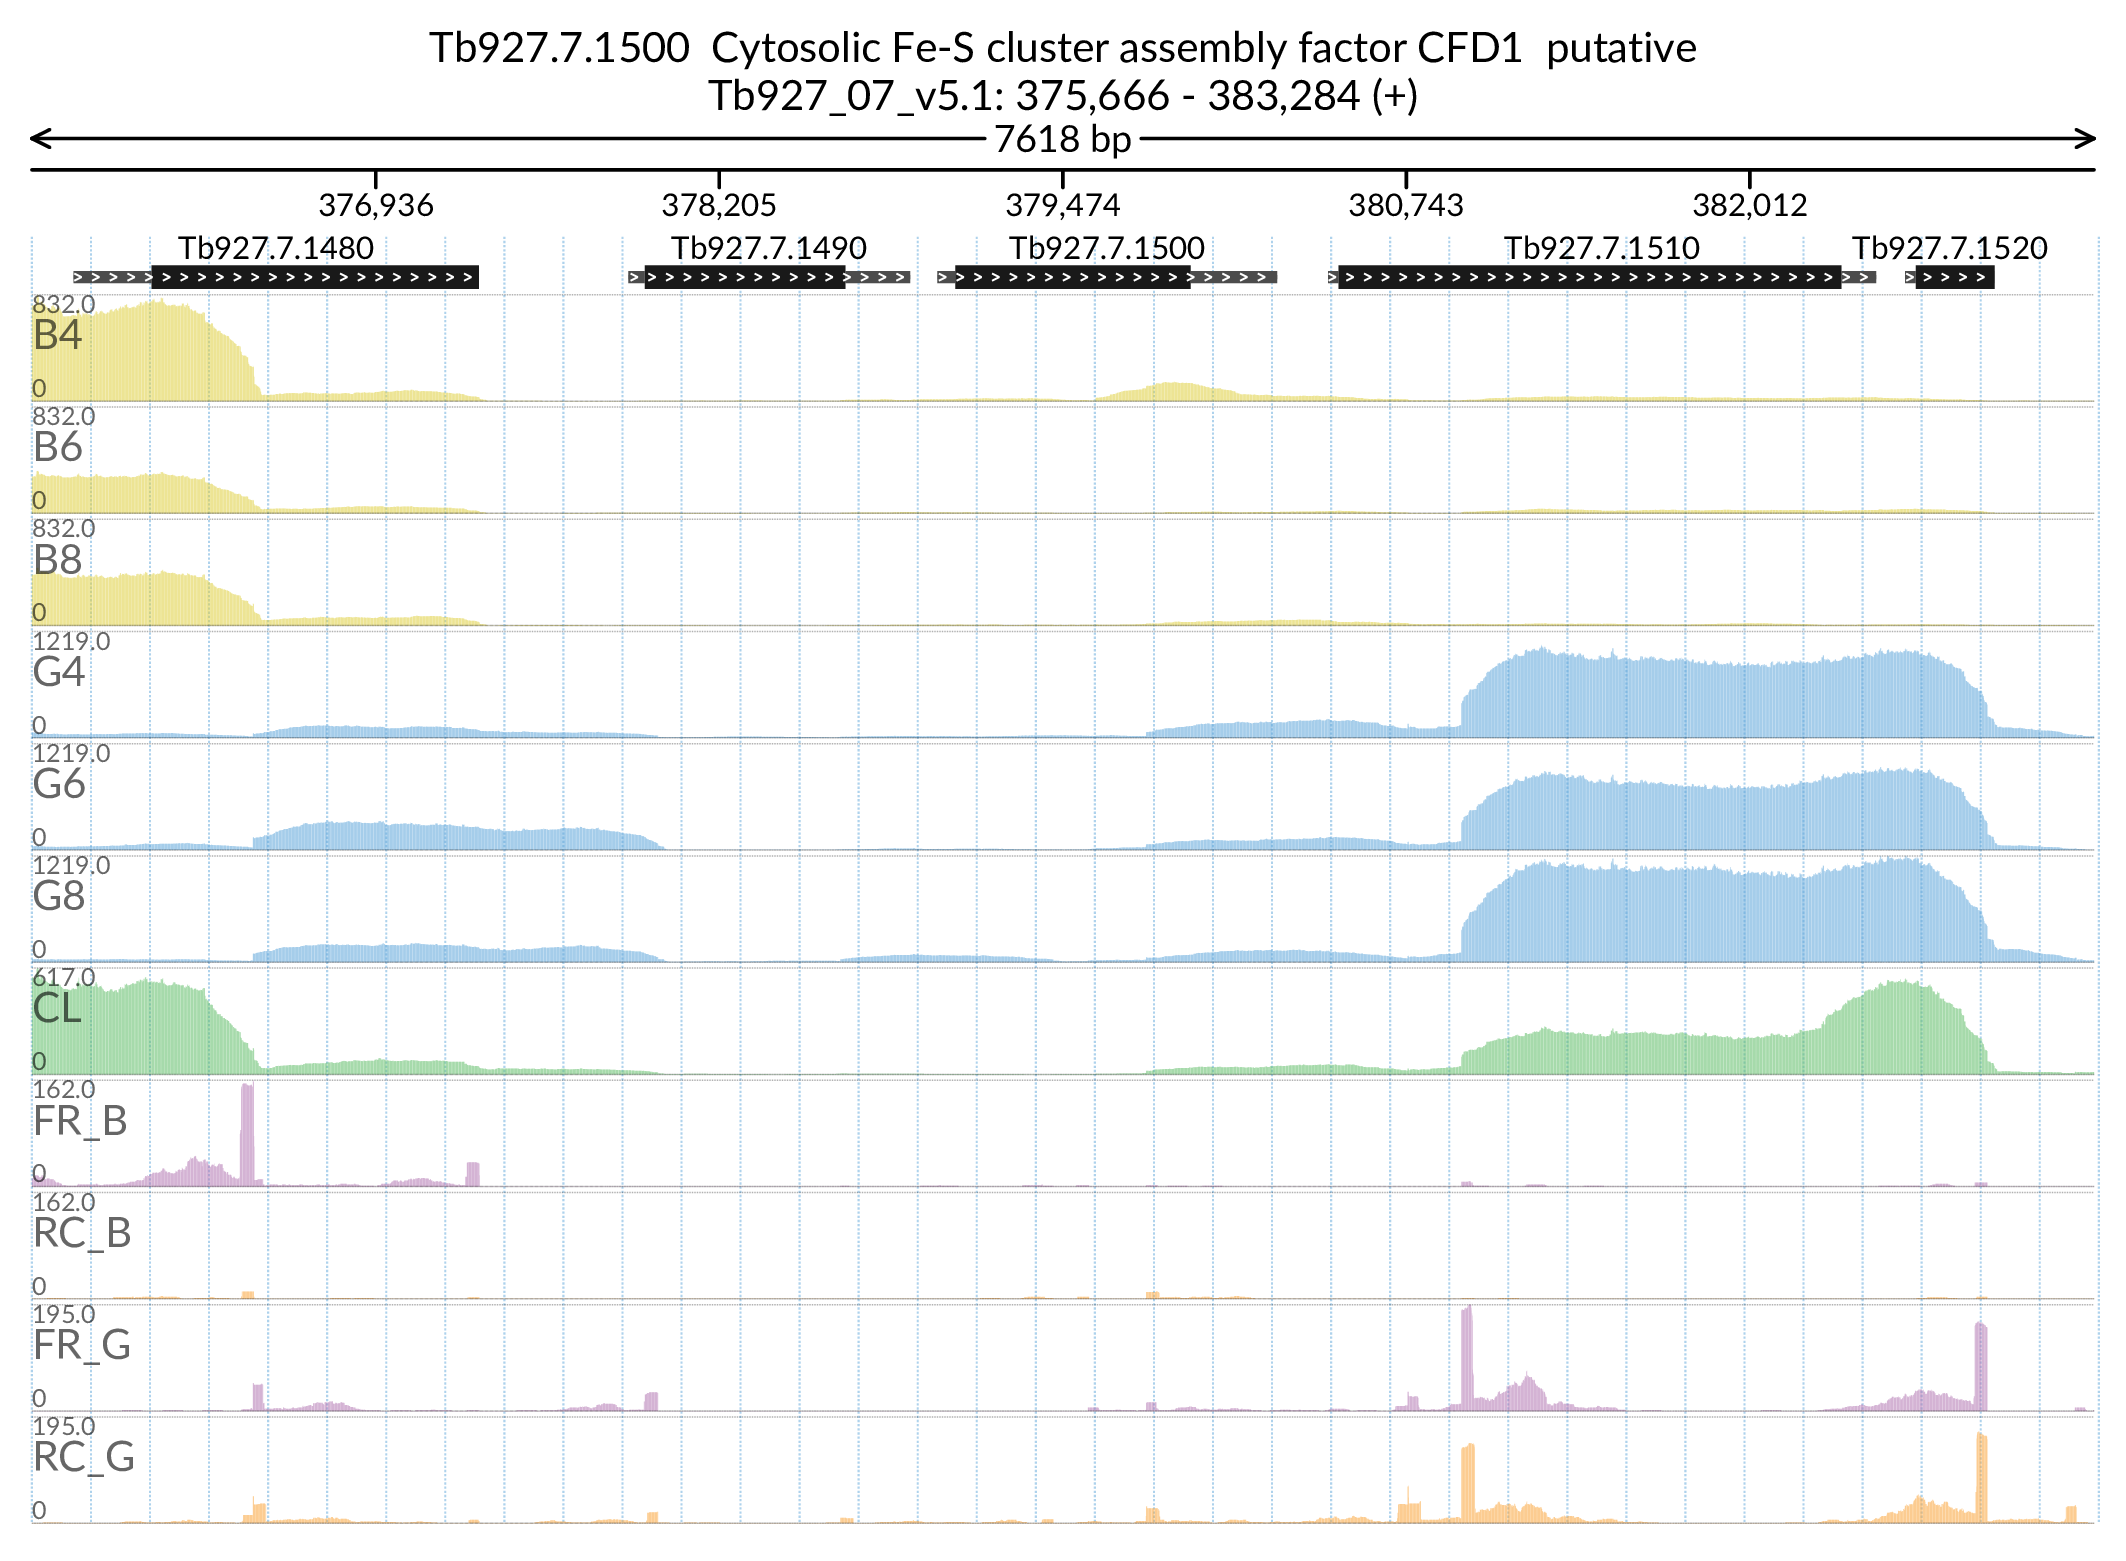 Tb927.7.1500 Cytosolic Fe-S cluster assembly factor CFD1 putative
Tb927_07_v5.1: 375,666 - 383,284 (+)
7618 bp
376,936 378,205 379,474 380,743 382,012
Tb927.7.1480 Tb927.7.1490 Tb927.7.1500 Tb927.7.1510 Tb927.7.1520
832.0
B4
0
832.0
B6
0
832.0
B8
0
1219.0
G4
0
1219.0
G6
0
1219.0
G8
0
617.0
CL
0
162.0
FR_B
0
162.0
RC_B
0
195.0
FR_G
0
195.0
RC_G
0